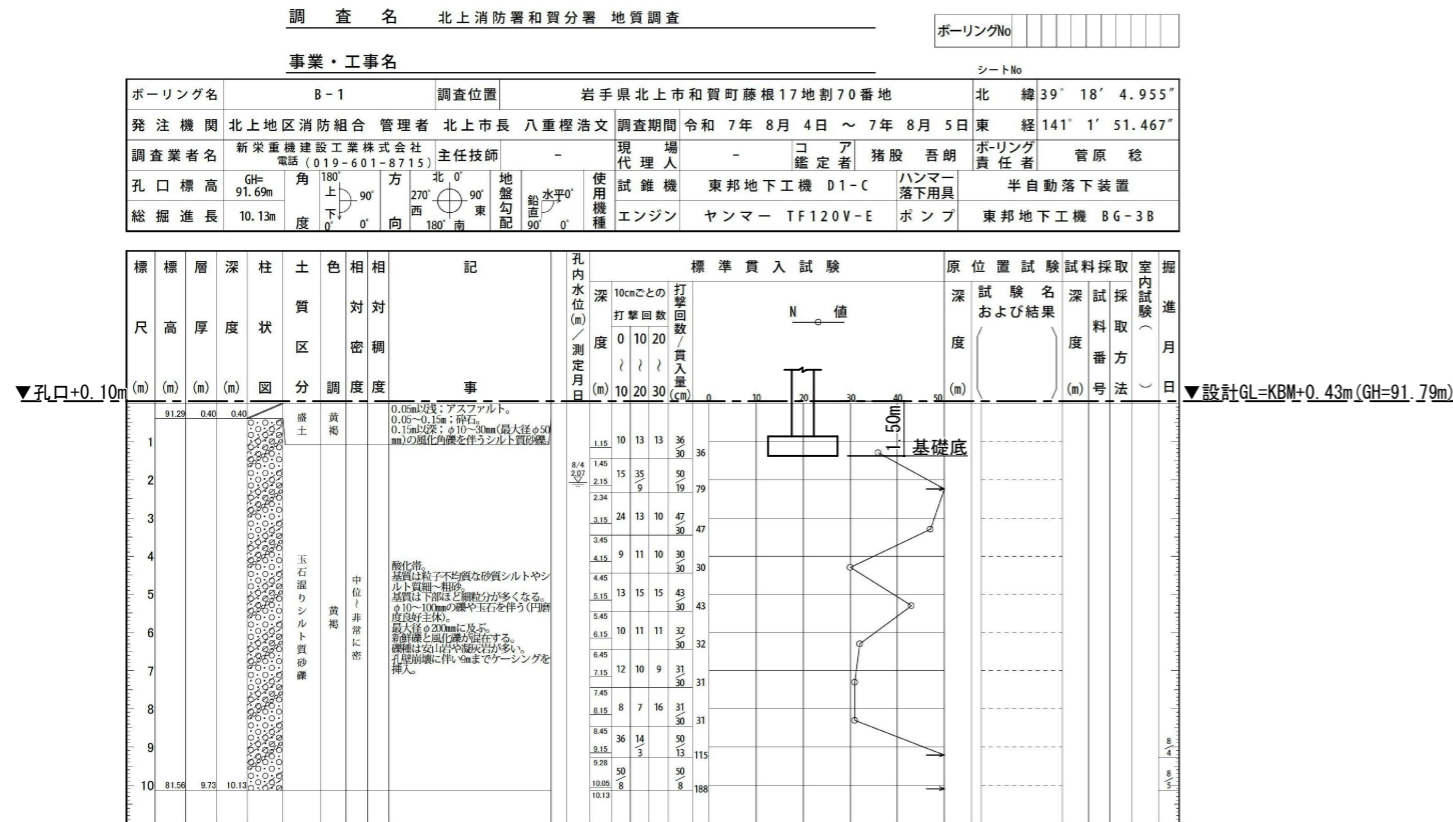 調 査 名 北上消防署和賀分署 地質調査
ボーリングNo
事業・工事名
シートNo
ボーリング名 B-1 調査位置 岩手県北上市和賀町藤根17地割70番地 北 緯 39° 18′ 4.955″
発 注 機 関 北上地区消防組合 管理者 北上市長 八重樫浩文 調査期間 令和 7年 8月 4日 ～ 7年 8月 5日 東 経 141° 1′ 51.467″
調査業者名 新栄重機建設工業株式会社 電話(019-601-8715) 主任技師 - 現場代理人 - コア鑑定者 猪股 吾朗 ボーリング責任者 菅原 稔
孔口標高 GH=91.69m 角度 180° 上 下 0° 90° 0° 方向 北 0° 270° 西 90° 東 180° 南 地盤勾配 水平0° 鉛直90° 0° 使用機種 試錐機 東邦地下工機 D1-C ハンマー落下用具 半自動落下装置
総掘進長 10.13m エンジン ヤンマー TF120V-E ポンプ 東邦地下工機 BG-3B
標尺(m) 標高(m) 層厚(m) 深度(m) 柱状図 土質区分 色調 相対密度 相対稠度 記事 孔内水位(m)／測定月日 標準貫入試験 原位置試験 試料採取 室内試験( ) 掘進月日
深度(m) 10cmごとの打撃回数 0～10 10～20 20～30 打撃回数／貫入量(cm) N 値 深度(m) 試験名および結果( ) 深度(m) 試料番号 採取方法
0 10 20 30 40 50
▼孔口+0.10m
▼設計GL=KBM+0.43m(GH=91.79m)
91.29 0.40 0.40 盛土 黄褐
0.05m以浅；アスファルト。
0.05～0.15m；砕石。
0.15m以深；φ10～30mm(最大径φ50
mm)の風化角礫を伴うシルト質砂礫。
1.50m
基礎底
1 1.15 10 13 13 36/30 36
1.45
8/4 2.07
2 2.15 15 35/9 50/19 79
2.34
3 3.15 24 13 10 47/30 47
3.45
4 4.15 9 11 10 30/30 30
4.45
5 5.15 13 15 15 43/30 43
5.45
6 6.15 10 11 11 32/30 32
6.45
7 7.15 12 10 9 31/30 31
7.45
8 8.15 8 7 16 31/30 31
8.45
9 9.15 36 14/3 50/13 115 8/4
9.28
10 81.56 9.73 10.13 10.05 50/8 50/8 188 8/5
10.13
玉石混りシルト質砂礫 黄褐 中位～非常に密
酸化帯。
基質は粒子不均質な砂質シルトやシ
ルト質細～粗砂。
基質は下部ほど細粒分が多くなる。
φ10～100mmの礫や玉石を伴う(円磨
度良好主体)。
最大径φ200mmに及ぶ。
新鮮礫と風化礫が混在する。
礫種は安山岩や凝灰岩が多い。
孔壁崩壊に伴い9mまでケーシングを
挿入。